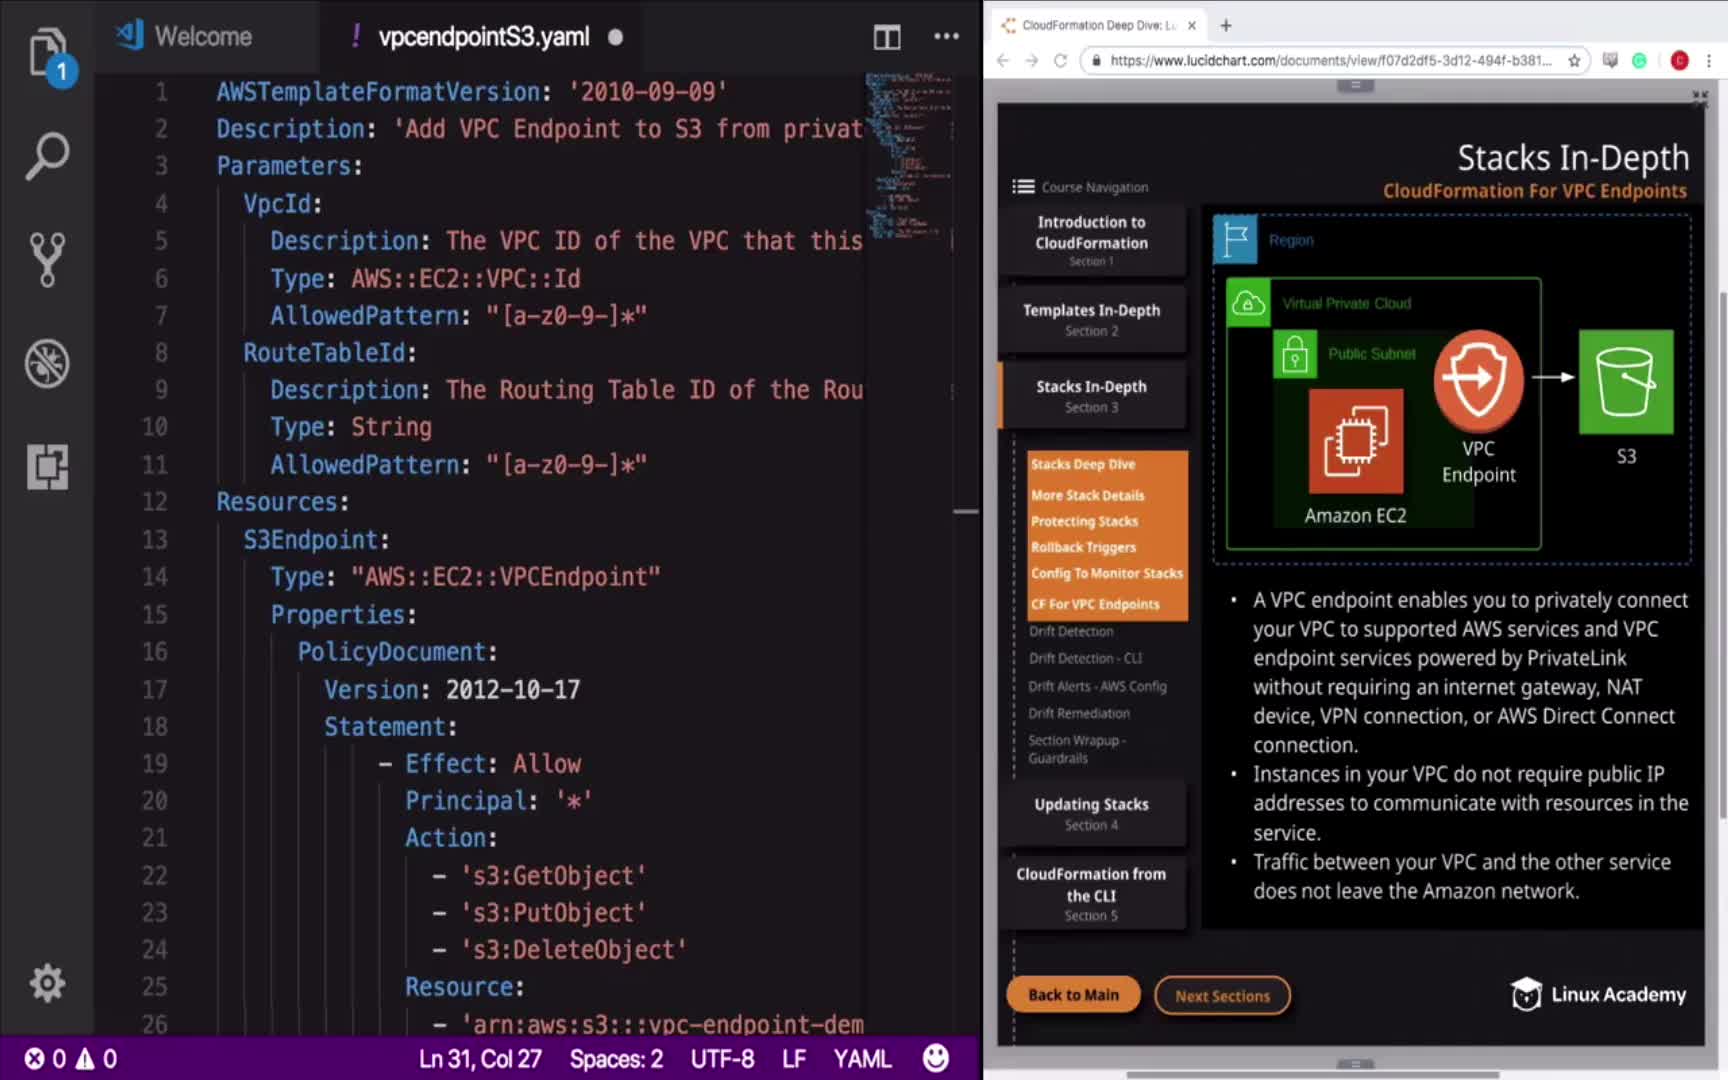 Welcome
! vpcendpointS3.yaml
1
1 AWSTemplateFormatVersion: '2010-09-09'
2 Description: 'Add VPC Endpoint to S3 from privat
3 Parameters:
4 VpcId:
5 Description: The VPC ID of the VPC that this
6 Type: AWS::EC2::VPC::Id
7 AllowedPattern: "[a-z0-9-]*"
8 RouteTableId:
9 Description: The Routing Table ID of the Rou
10 Type: String
11 AllowedPattern: "[a-z0-9-]*"
12 Resources:
13 S3Endpoint:
14 Type: "AWS::EC2::VPCEndpoint"
15 Properties:
16 PolicyDocument:
17 Version: 2012-10-17
18 Statement:
19 - Effect: Allow
20 Principal: '*'
21 Action:
22 - 's3:GetObject'
23 - 's3:PutObject'
24 - 's3:DeleteObject'
25 Resource:
26 - 'arn:aws:s3:::vpc-endpoint-dem
0 0 Ln 31, Col 27 Spaces: 2 UTF-8 LF YAML
CloudFormation Deep Dive: Lu
https://www.lucidchart.com/documents/view/f07d2df5-3d12-494f-b381...
C
Stacks In-Depth
CloudFormation For VPC Endpoints
Course Navigation
Introduction to
CloudFormation
Section 1
Templates In-Depth
Section 2
Stacks In-Depth
Section 3
Stacks Deep Dive
More Stack Details
Protecting Stacks
Rollback Triggers
Config To Monitor Stacks
CF For VPC Endpoints
Drift Detection
Drift Detection - CLI
Drift Alerts - AWS Config
Drift Remediation
Section Wrapup -
Guardrails
Updating Stacks
Section 4
CloudFormation from
the CLI
Section 5
Region
Virtual Private Cloud
Public Subnet
Amazon EC2
VPC
Endpoint
S3
• A VPC endpoint enables you to privately connect
your VPC to supported AWS services and VPC
endpoint services powered by PrivateLink
without requiring an internet gateway, NAT
device, VPN connection, or AWS Direct Connect
connection.
• Instances in your VPC do not require public IP
addresses to communicate with resources in the
service.
• Traffic between your VPC and the other service
does not leave the Amazon network.
Back to Main
Next Sections
Linux Academy